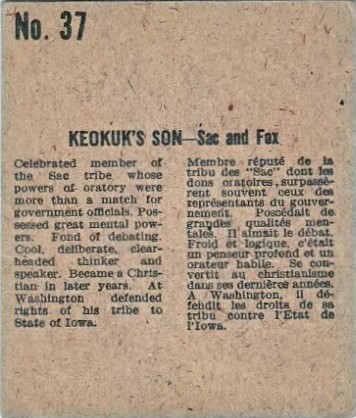 No. 37
KEOKUK'S SON—Sac and Fox
Celebrated member of
the Sac tribe whose
powers of oratory were
more than a match for
government officials. Pos-
sessed great mental pow-
ers. Fond of debating.
Cool, deliberate, clear-
headed thinker and
speaker. Became a Chris-
tian in later years. At
Washington defended
rights of his tribe to
State of Iowa.
Membre réputé de la
tribu des "Sac" dont les
dons oratoires, surpassè-
rent souvent ceux des
représentants du gouver-
nement. Possédait de
grandes qualités men-
tales. Il aimait le débat.
Froid et logique, c'était
un penseur profond et un
orateur habile. Se con-
vertit au christianisme
dans ses dernières années.
A Washington, il dé-
fendit les droits de sa
tribu contre l'Etat de
l'Iowa.